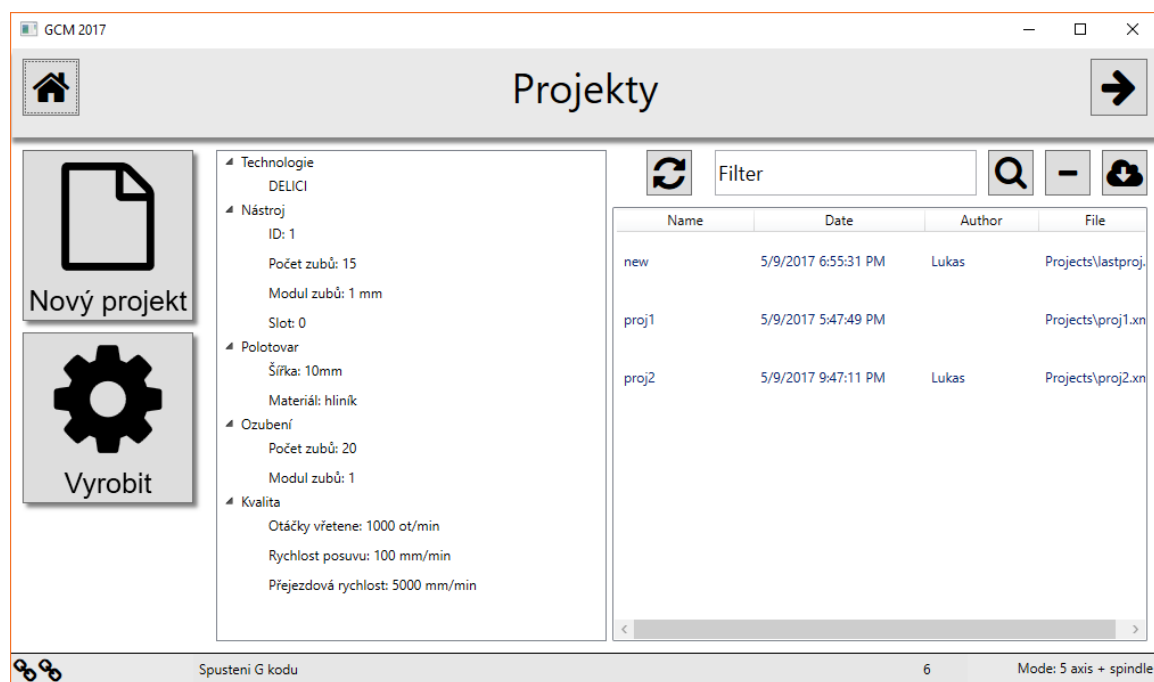 GCM 2017
Projekty
Nový projekt
Vyrobit
Technologie
DELICI
Nástroj
ID: 1
Počet zubů: 15
Modul zubů: 1 mm
Slot: 0
Polotovar
Šířka: 10mm
Materiál: hliník
Ozubení
Počet zubů: 20
Modul zubů: 1
Kvalita
Otáčky vřetene: 1000 ot/min
Rychlost posuvu: 100 mm/min
Přejezdová rychlost: 5000 mm/min
Filter
Name Date Author File
new 5/9/2017 6:55:31 PM Lukas Projects\lastproj.
proj1 5/9/2017 5:47:49 PM Projects\proj1.xn
proj2 5/9/2017 9:47:11 PM Lukas Projects\proj2.xn
Spusteni G kodu 6 Mode: 5 axis + spindle